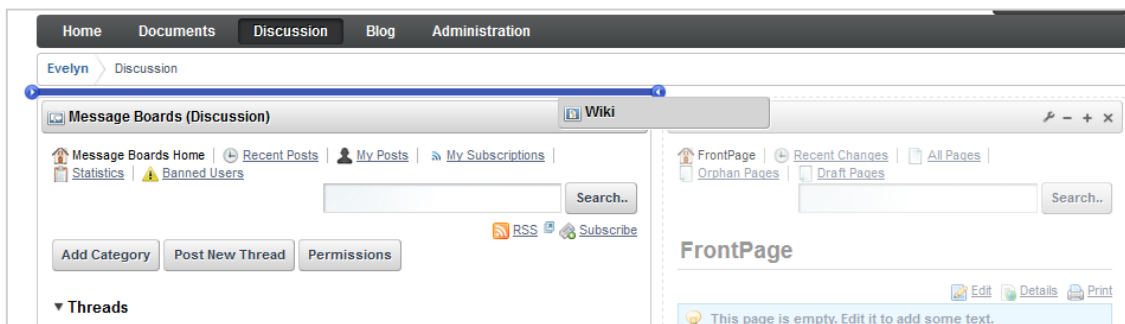 Home Documents Discussion Blog Administration
Evelyn Discussion
Message Boards (Discussion)
Wiki
Message Boards Home Recent Posts My Posts My Subscriptions
Statistics Banned Users
Search..
RSS Subscribe
Add Category Post New Thread Permissions
Threads
FrontPage Recent Changes All Pages
Orphan Pages Draft Pages
Search..
FrontPage
Edit Details Print
This page is empty. Edit it to add some text.